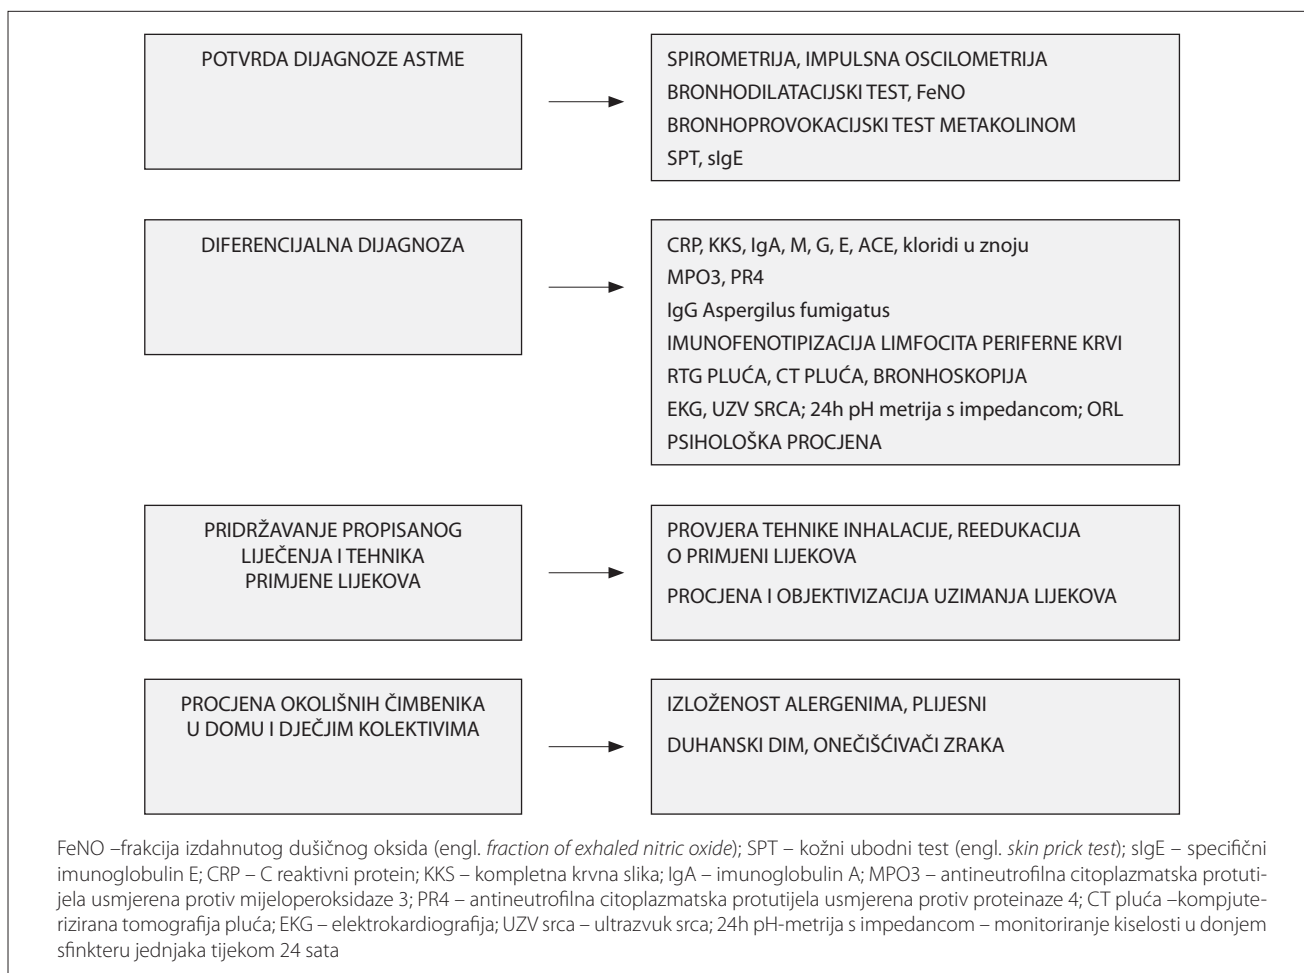 POTVRDA DIJAGNOZE ASTME
SPIROMETRIJA, IMPULSNA OSCILOMETRIJA
BRONHODILATACIJSKI TEST, FeNO
BRONHOPROVOKACIJSKI TEST METAKOLINOM
SPT, sIgE
DIFERENCIJALNA DIJAGNOZA
CRP, KKS, IgA, M, G, E, ACE, kloridi u znoju
MPO3, PR4
IgG Aspergilus fumigatus
IMUNOFENOTIPIZACIJA LIMFOCITA PERIFERNE KRVI
RTG PLUĆA, CT PLUĆA, BRONHOSKOPIJA
EKG, UZV SRCA; 24h pH metrija s impedancom; ORL
PSIHOLOŠKA PROCJENA
PRIDRŽAVANJE PROPISANOG
LIJEČENJA I TEHNIKA
PRIMJENE LIJEKOVA
PROVJERA TEHNIKE INHALACIJE, REEDUKACIJA
O PRIMJENI LIJEKOVA
PROCJENA I OBJEKTIVIZACIJA UZIMANJA LIJEKOVA
PROCJENA OKOLIŠNIH ČIMBENIKA
U DOMU I DJEČJIM KOLEKTIVIMA
IZLOŽENOST ALERGENIMA, PLIJESNI
DUHANSKI DIM, ONEČIŠĆIVAČI ZRAKA
FeNO –frakcija izdahnutog dušičnog oksida (engl. fraction of exhaled nitric oxide); SPT – kožni ubodni test (engl. skin prick test); sIgE – specifični
imunoglobulin E; CRP – C reaktivni protein; KKS – kompletna krvna slika; IgA – imunoglobulin A; MPO3 – antineutrofilna citoplazmatska protuti-
jela usmjerena protiv mijeloperoksidaze 3; PR4 – antineutrofilna citoplazmatska protutijela usmjerena protiv proteinaze 4; CT pluća –kompjute-
rizirana tomografija pluća; EKG – elektrokardiografija; UZV srca – ultrazvuk srca; 24h pH-metrija s impedancom – monitoriranje kiselosti u donjem
sfinkteru jednjaka tijekom 24 sata